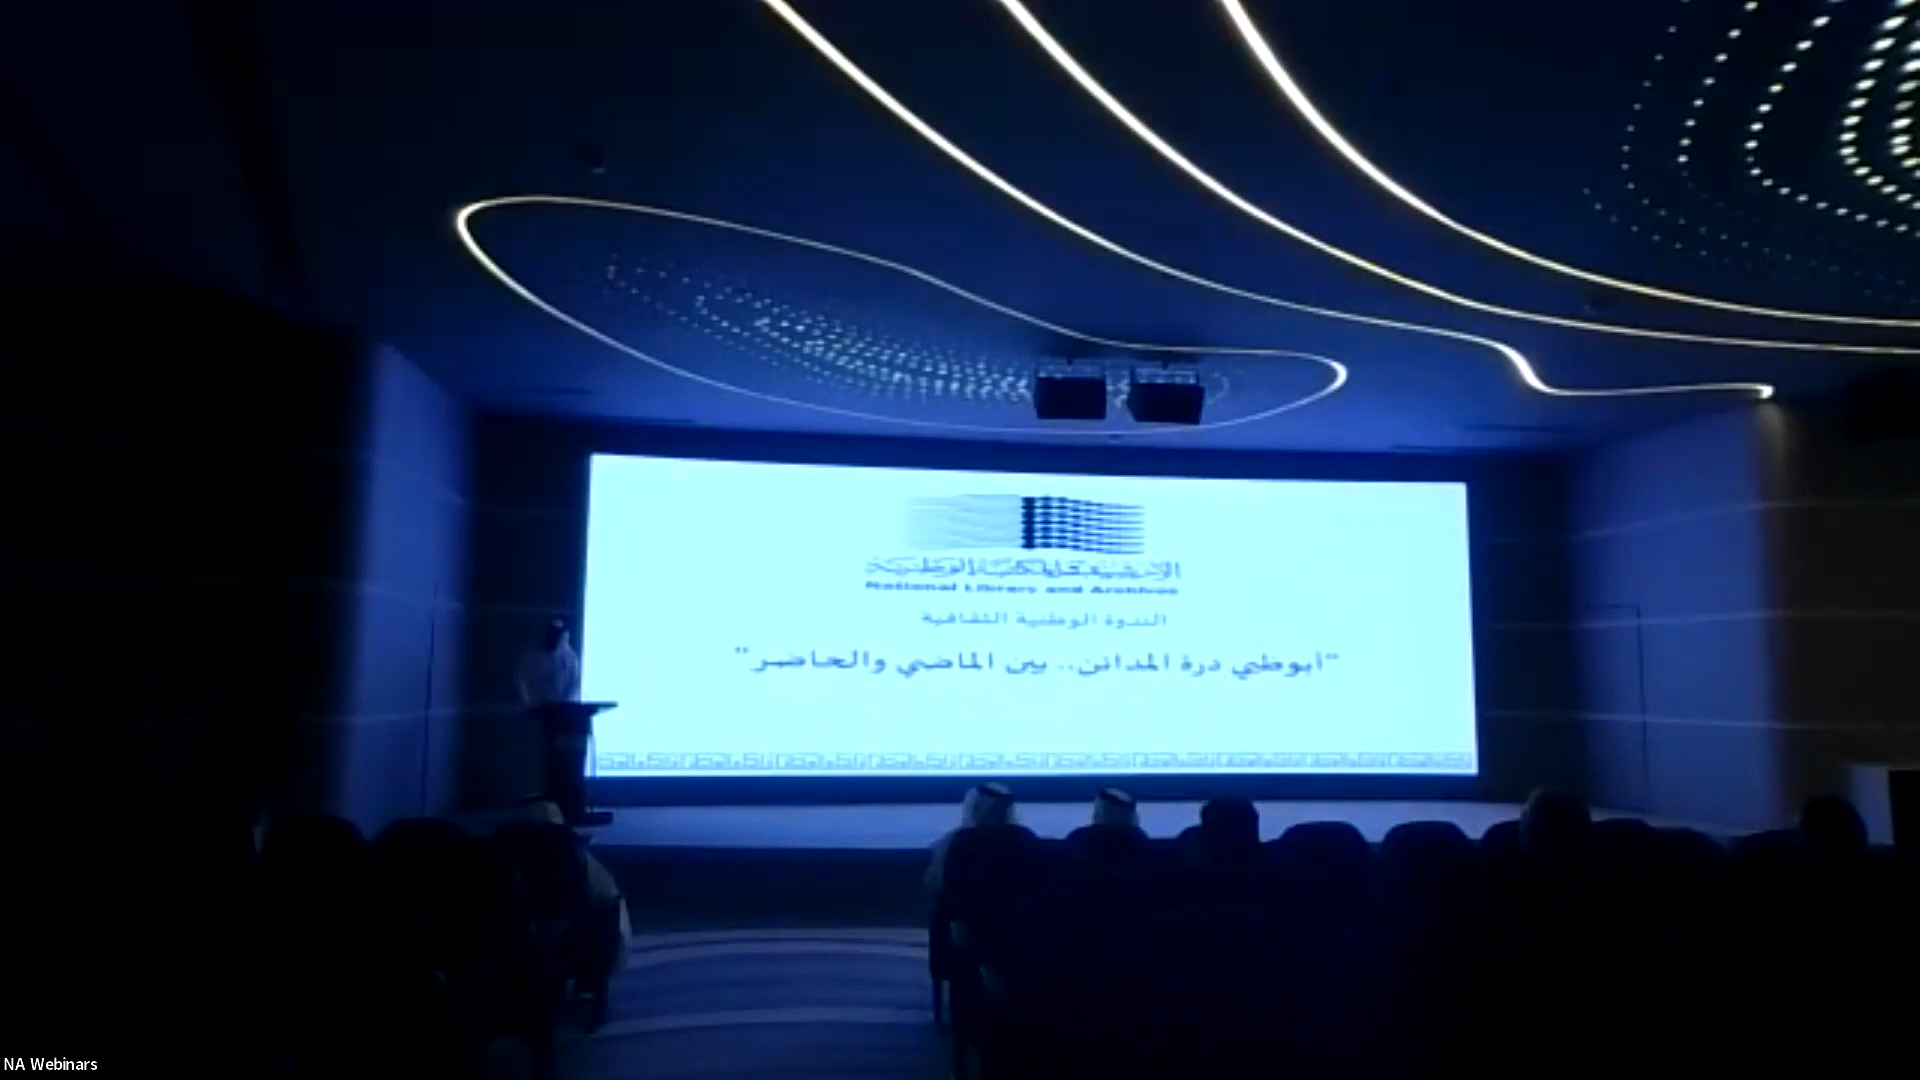 الأرشيف والمكتبة الوطنية
National Library and Archives
الندوة الوطنية الثقافية
"أبوظبي درة المدائن.. بين الماضي والحاضر"
NA Webinars